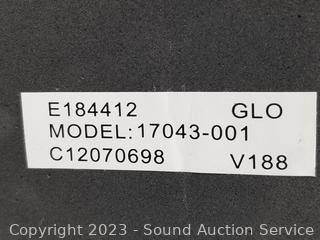 E184412 GLO
MODEL:17043-001
C12070698 V188
Copyright 2023 - Sound Auction Service